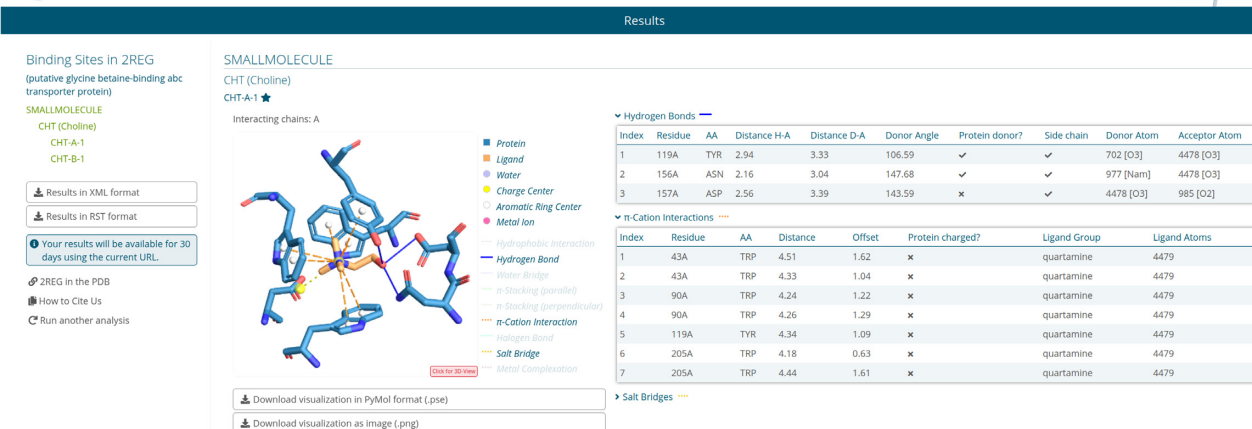 Results
Binding Sites in 2REG
(putative glycine betaine-binding abc
transporter protein)
SMALLMOLECULE
CHT (Choline)
CHT-A-1
CHT-B-1
Results in XML format
Results in RST format
Your results will be available for 30
days using the current URL.
2REG in the PDB
How to Cite Us
Run another analysis
SMALLMOLECULE
CHT (Choline)
CHT-A-1
Interacting chains: A
Protein
Ligand
Water
Charge Center
Aromatic Ring Center
Metal Ion
Hydrophobic Interaction
Hydrogen Bond
Water Bridge
π-Stacking (parallel)
π-Stacking (perpendicular)
π-Cation Interaction
Halogen Bond
Salt Bridge
Metal Complexation
Click for 3D-View
Download visualization in PyMol format (.pse)
Download visualization as image (.png)
Hydrogen Bonds
Index Residue AA Distance H-A Distance D-A Donor Angle Protein donor? Side chain Donor Atom Acceptor Atom
1 119A TYR 2.94 3.33 106.59 ✔ ✔ 702 [O3] 4478 [O3]
2 156A ASN 2.16 3.04 147.68 ✔ ✔ 977 [Nam] 4478 [O3]
3 157A ASP 2.56 3.39 143.59 ✖ ✔ 4478 [O3] 985 [O2]
π-Cation Interactions
Index Residue AA Distance Offset Protein charged? Ligand Group Ligand Atoms
1 43A TRP 4.51 1.62 ✖ quartamine 4479
2 43A TRP 4.33 1.04 ✖ quartamine 4479
3 90A TRP 4.24 1.22 ✖ quartamine 4479
4 90A TRP 4.26 1.29 ✖ quartamine 4479
5 119A TYR 4.34 1.09 ✖ quartamine 4479
6 205A TRP 4.18 0.63 ✖ quartamine 4479
7 205A TRP 4.44 1.61 ✖ quartamine 4479
Salt Bridges